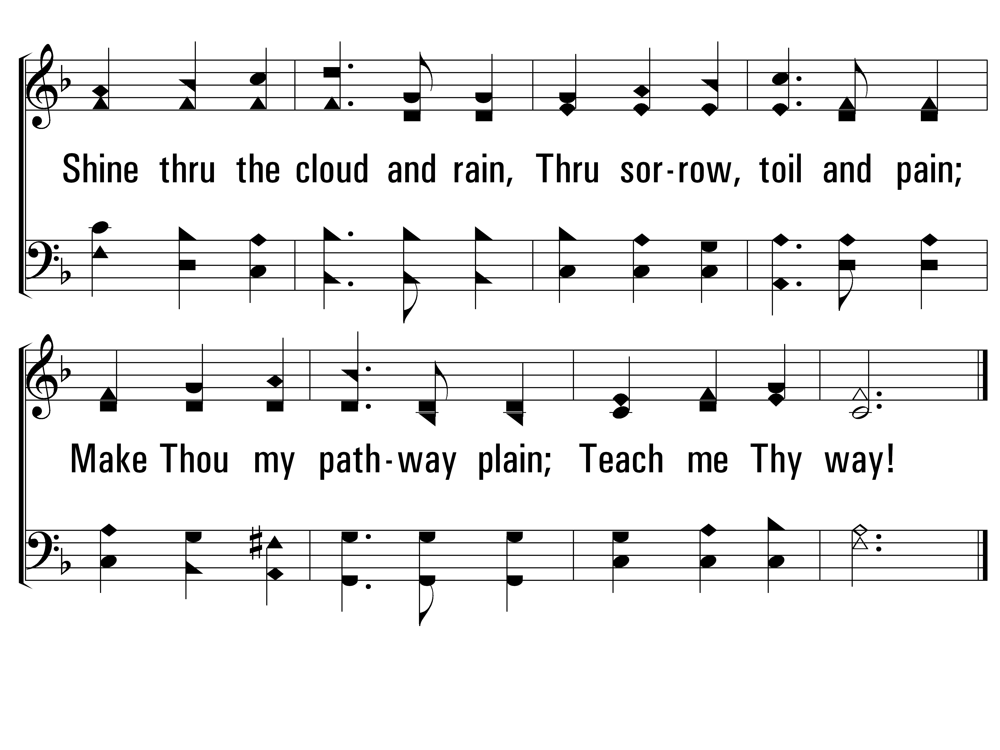 Shine thru the cloud and rain, Thru sor-row, toil and pain;
Make Thou my path-way plain; Teach me Thy way!